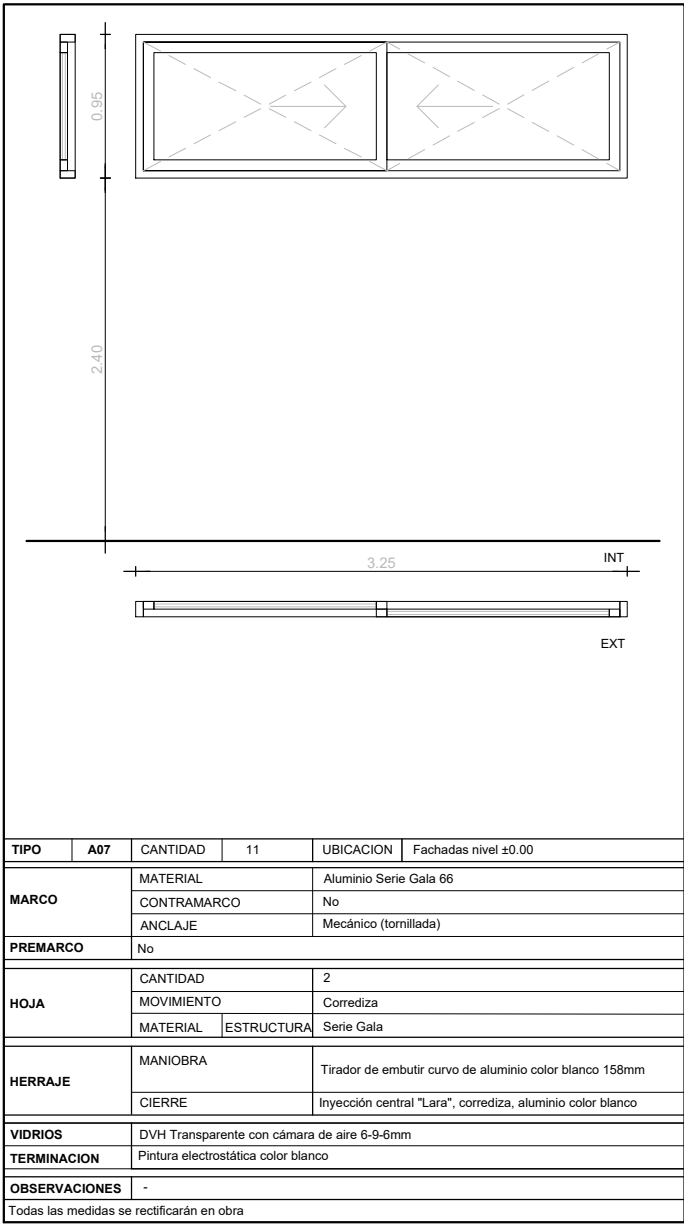 0.95
2.40
3.25
INT
EXT
TIPO A07 CANTIDAD 11 UBICACION Fachadas nivel ±0.00
MARCO
MATERIAL Aluminio Serie Gala 66
CONTRAMARCO No
ANCLAJE Mecánico (tornillada)
PREMARCO No
HOJA
CANTIDAD 2
MOVIMIENTO Corrediza
MATERIAL ESTRUCTURA Serie Gala
HERRAJE
MANIOBRA Tirador de embutir curvo de aluminio color blanco 158mm
CIERRE Inyección central "Lara", corrediza, aluminio color blanco
VIDRIOS DVH Transparente con cámara de aire 6-9-6mm
TERMINACION Pintura electrostática color blanco
OBSERVACIONES -
Todas las medidas se rectificarán en obra